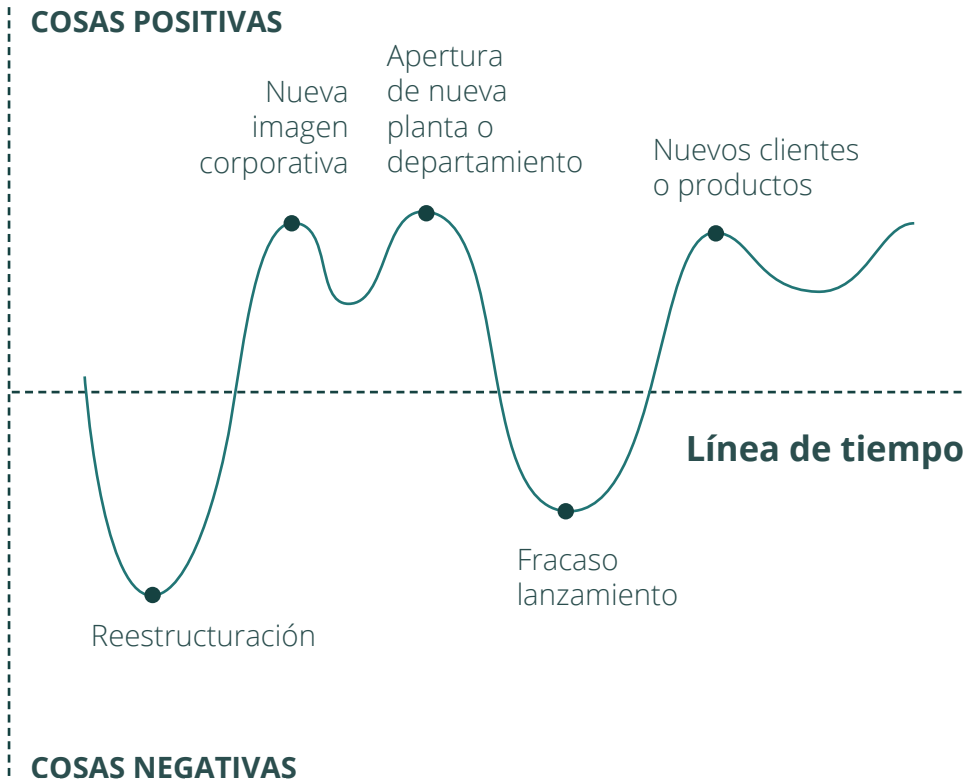 COSAS POSITIVAS
Nueva
imagen
corporativa
Apertura
de nueva
planta o
departamiento
Nuevos clientes
o productos
Línea de tiempo
Fracaso
lanzamiento
Reestructuración
COSAS NEGATIVAS